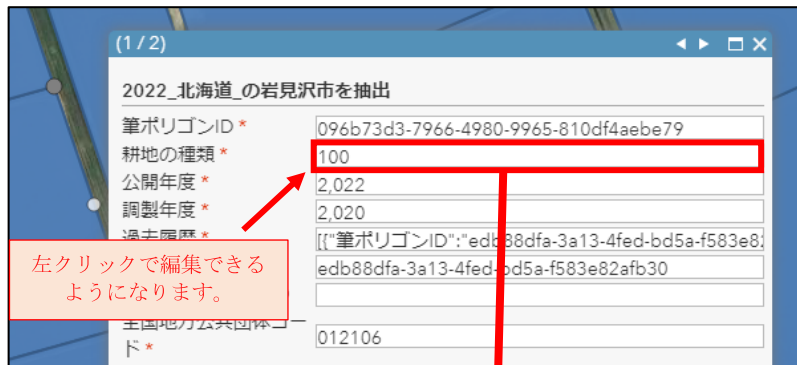 (1 / 2)
2022_北海道_の岩見沢市を抽出
筆ポリゴンID * 096b73d3-7966-4980-9965-810df4aebe79
耕地の種類 * 100
公開年度 * 2,022
調製年度 * 2,020
過去履歴 * [{"筆ポリゴンID":"edb88dfa-3a13-4fed-bd5a-f583e82
edb88dfa-3a13-4fed-bd5a-f583e82afb30
左クリックで編集できる
ようになります。
全国地方公共団体コー
ド * 012106